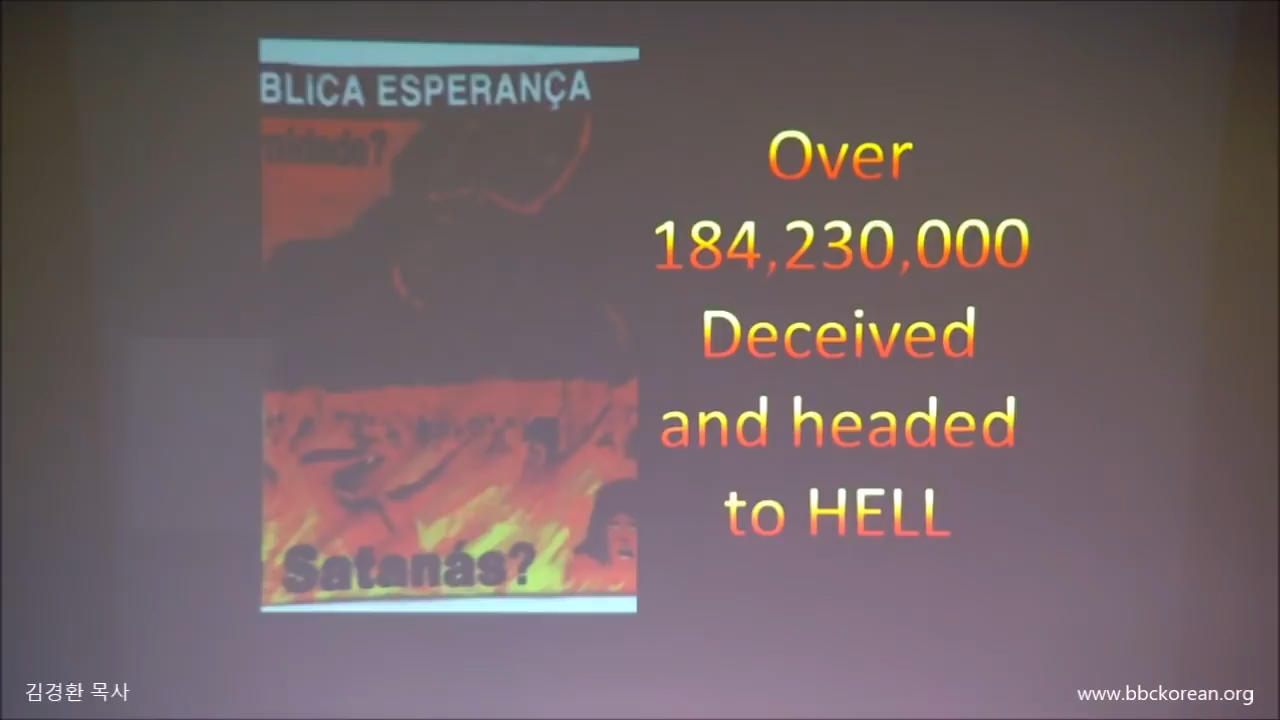 BLICA ESPERANÇA
nidade?
Satanás?
Over
184,230,000
Deceived
and headed
to HELL
김경환 목사
www.bbckorean.org